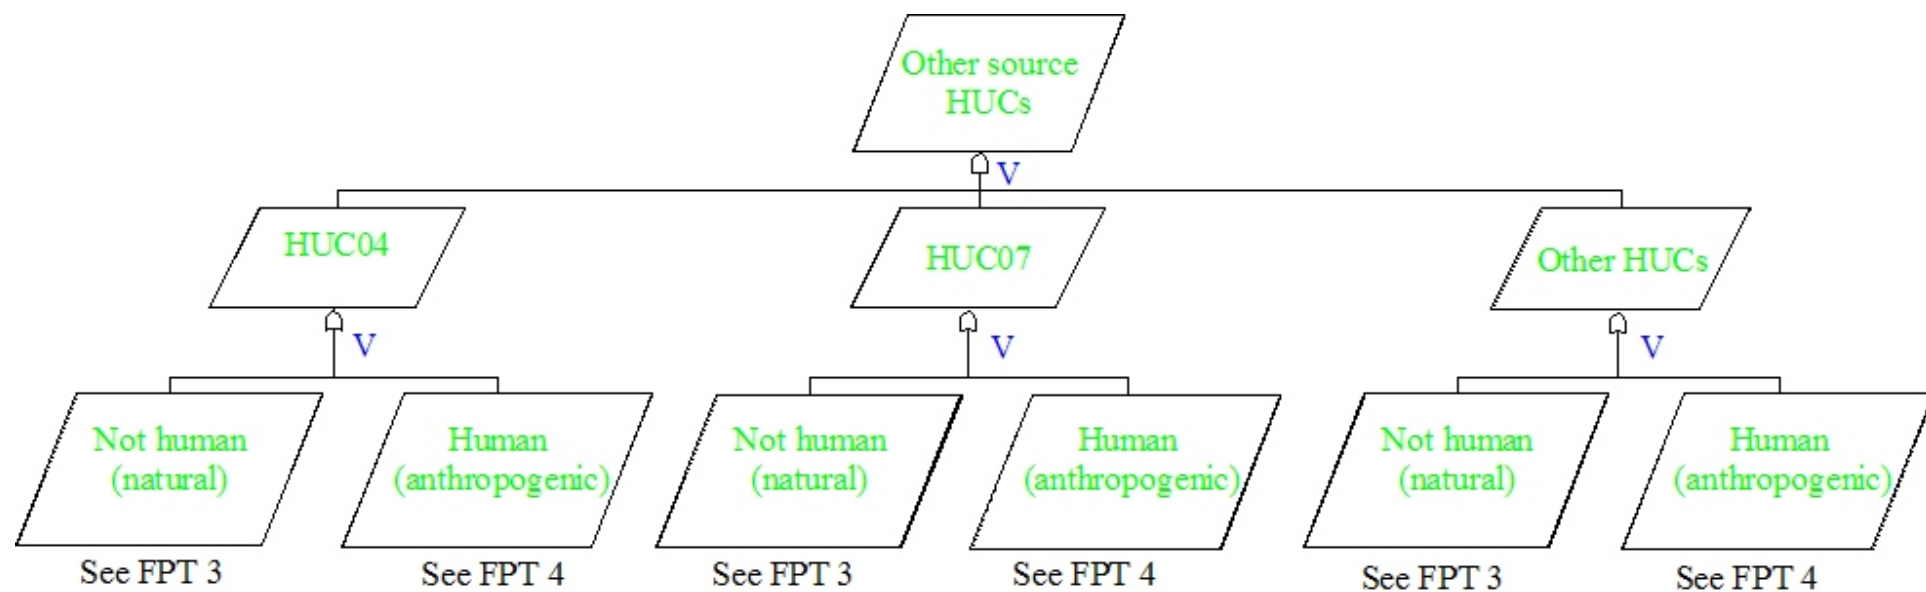 Other source
HUCs
V
HUC04
HUC07
Other HUCs
V
V
V
Not human
(natural)
Human
(anthropogenic)
Not human
(natural)
Human
(anthropogenic)
Not human
(natural)
Human
(anthropogenic)
See FPT 3
See FPT 4
See FPT 3
See FPT 4
See FPT 3
See FPT 4